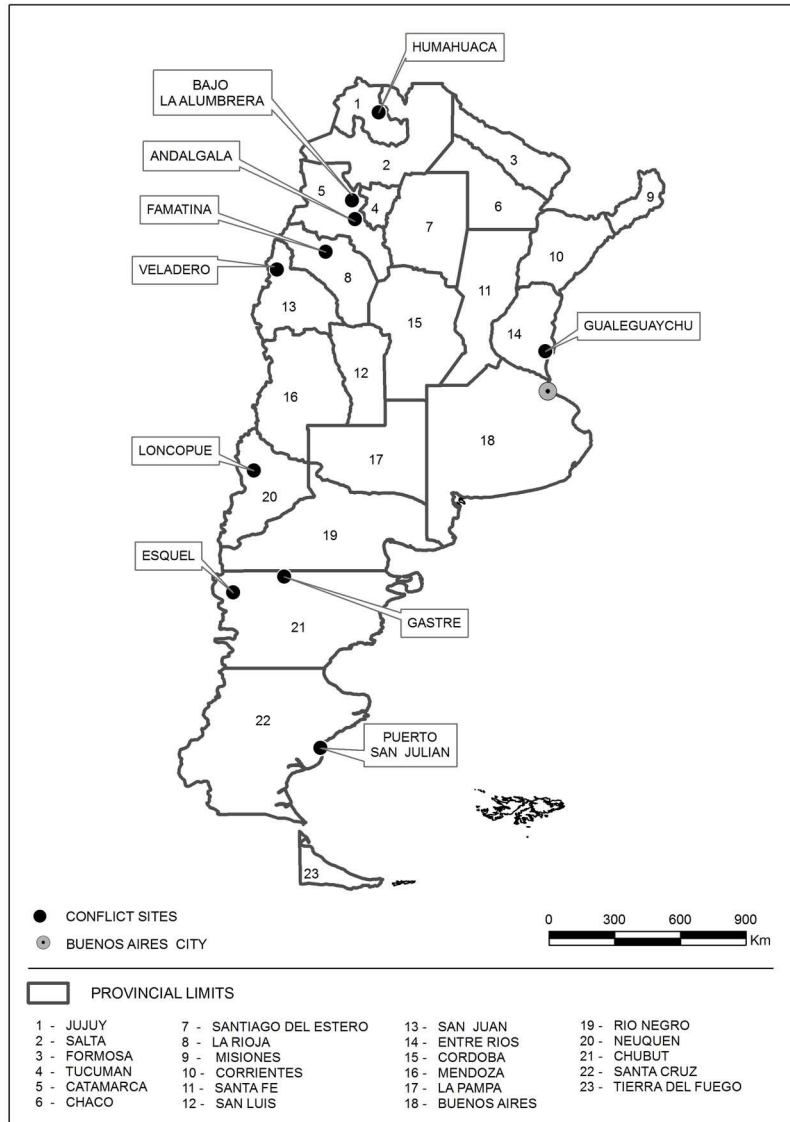 HUMAHUACA
BAJO
LA ALUMBRERA
1
ANDALGALA
2
3
5
4
6
9
FAMATINA
7
10
VELADERO
8
11
13
15
14
GUALEGUAYCHU
12
16
18
LONCOPUE
17
20
19
ESQUEL
GASTRE
21
22
PUERTO
SAN JULIAN
23
CONFLICT SITES
BUENOS AIRES CITY
0 300 600 900
Km
PROVINCIAL LIMITS
1 - JUJUY
2 - SALTA
3 - FORMOSA
4 - TUCUMAN
5 - CATAMARCA
6 - CHACO
7 - SANTIAGO DEL ESTERO
8 - LA RIOJA
9 - MISIONES
10 - CORRIENTES
11 - SANTA FE
12 - SAN LUIS
13 - SAN JUAN
14 - ENTRE RIOS
15 - CORDOBA
16 - MENDOZA
17 - LA PAMPA
18 - BUENOS AIRES
19 - RIO NEGRO
20 - NEUQUEN
21 - CHUBUT
22 - SANTA CRUZ
23 - TIERRA DEL FUEGO